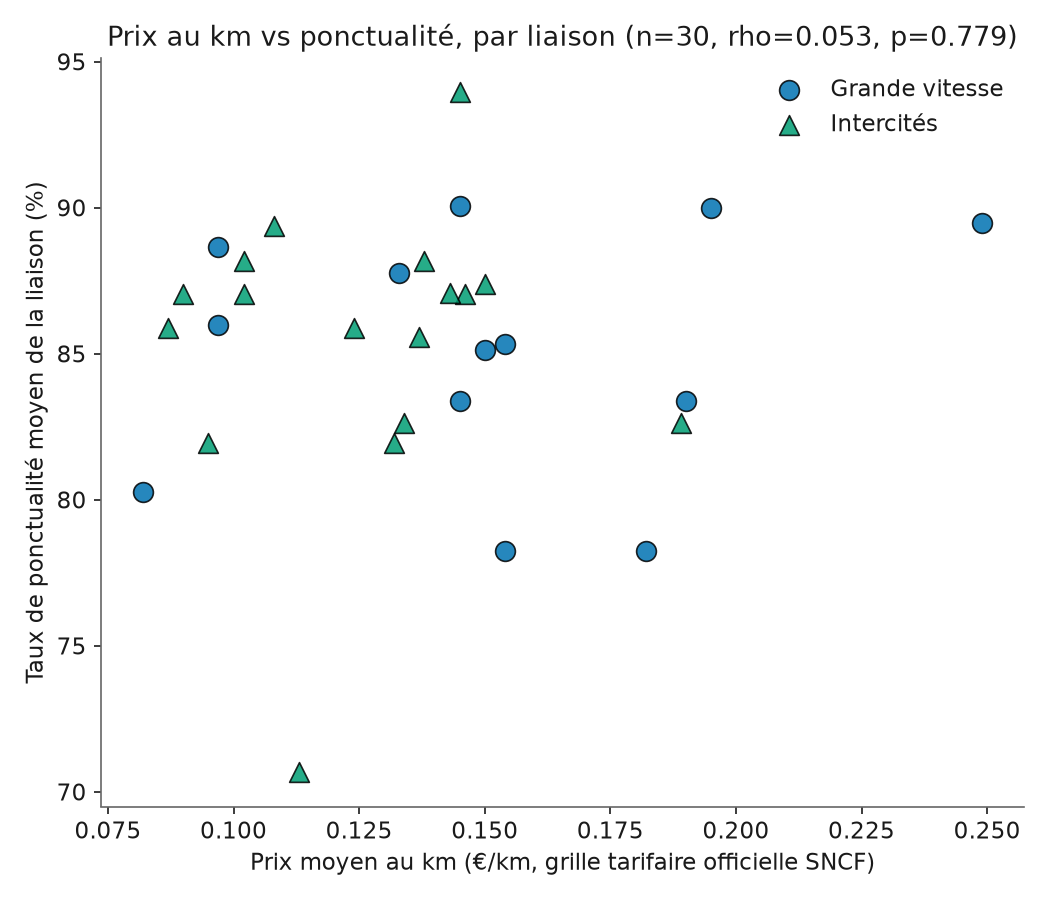 Prix au km vs ponctualité, par liaison (n=30, rho=0.053, p=0.779)
Grande vitesse
Intercités
Taux de ponctualité moyen de la liaison (%)
95
90
85
80
75
70
0.075 0.100 0.125 0.150 0.175 0.200 0.225 0.250
Prix moyen au km (€/km, grille tarifaire officielle SNCF)